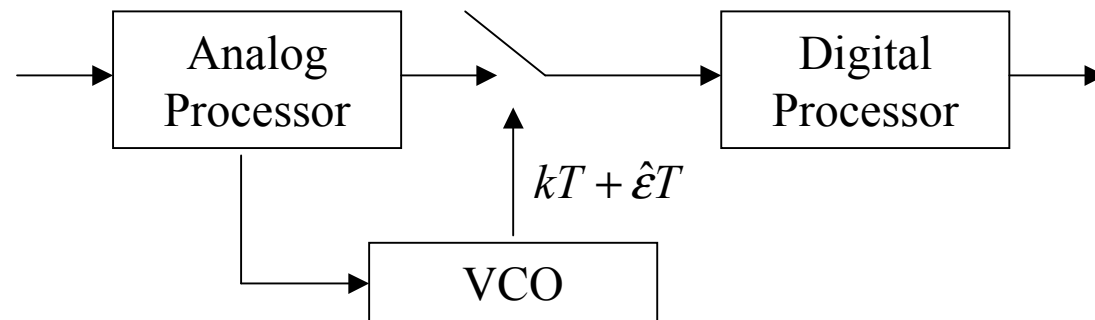 Analog
Processor
Digital
Processor
kT + ε̂T
VCO